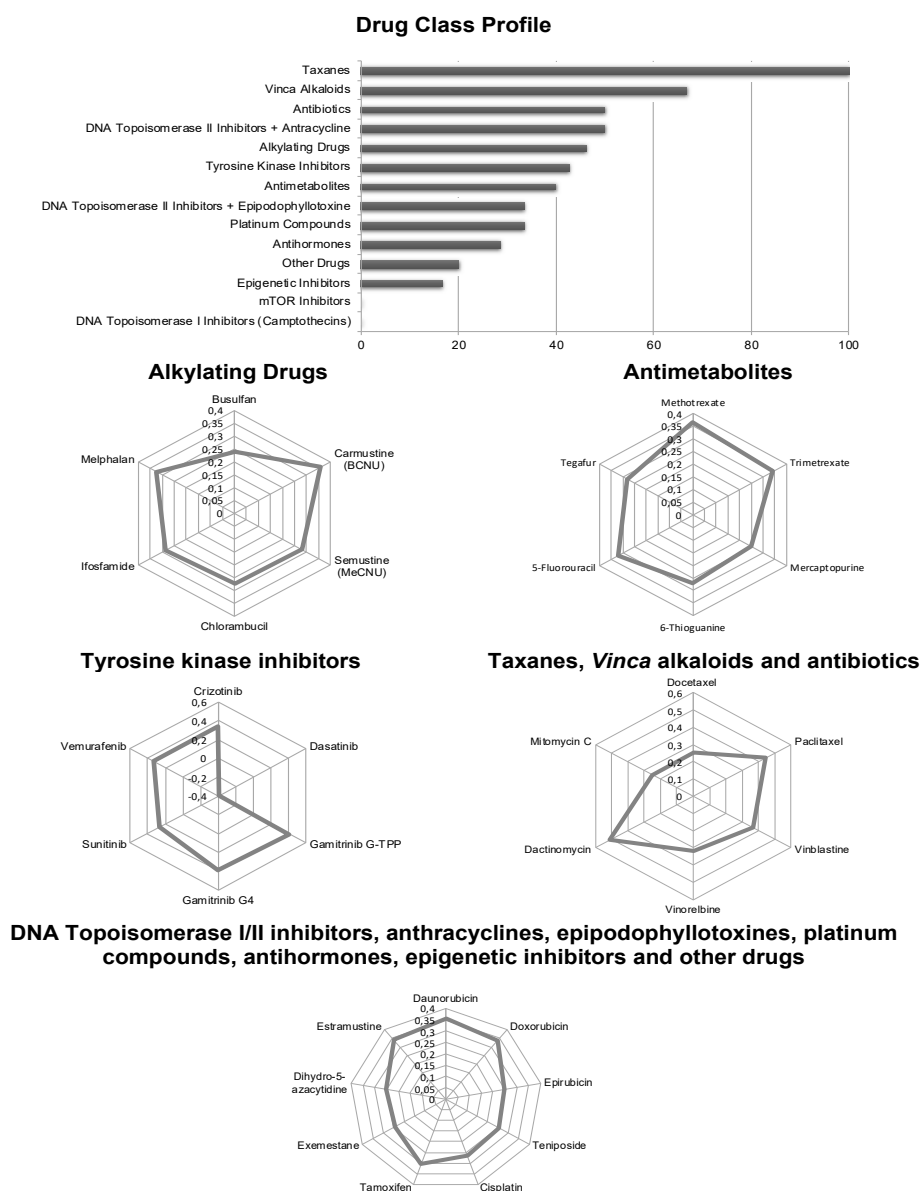 Drug Class Profile
Taxanes
Vinca Alkaloids
Antibiotics
DNA Topoisomerase II Inhibitors + Antracycline
Alkylating Drugs
Tyrosine Kinase Inhibitors
Antimetabolites
DNA Topoisomerase II Inhibitors + Epipodophyllotoxine
Platinum Compounds
Antihormones
Other Drugs
Epigenetic Inhibitors
mTOR Inhibitors
DNA Topoisomerase I Inhibitors (Camptothecins)
0 20 40 60 80 100
Alkylating Drugs
Busulfan
0,4
0,35
0,3
0,25
0,2
0,15
0,1
0,05
0
Carmustine
(BCNU)
Semustine
(MeCNU)
Chlorambucil
Ifosfamide
Melphalan
Antimetabolites
Methotrexate
0,4
0,35
0,3
0,25
0,2
0,15
0,1
0,05
0
Trimetrexate
Mercaptopurine
6-Thioguanine
5-Fluorouracil
Tegafur
Tyrosine kinase inhibitors
Crizotinib
0,6
0,4
0,2
0
-0,2
-0,4
Dasatinib
Gamitrinib G-TPP
Gamitrinib G4
Sunitinib
Vemurafenib
Taxanes, Vinca alkaloids and antibiotics
Docetaxel
0,6
0,5
0,4
0,3
0,2
0,1
0
Paclitaxel
Vinblastine
Vinorelbine
Dactinomycin
Mitomycin C
DNA Topoisomerase I/II inhibitors, anthracyclines, epipodophyllotoxines, platinum
compounds, antihormones, epigenetic inhibitors and other drugs
Daunorubicin
0,4
0,35
0,3
0,25
0,2
0,15
0,1
0,05
0
Doxorubicin
Epirubicin
Teniposide
Cisplatin
Tamoxifen
Exemestane
Dihydro-5-
azacytidine
Estramustine